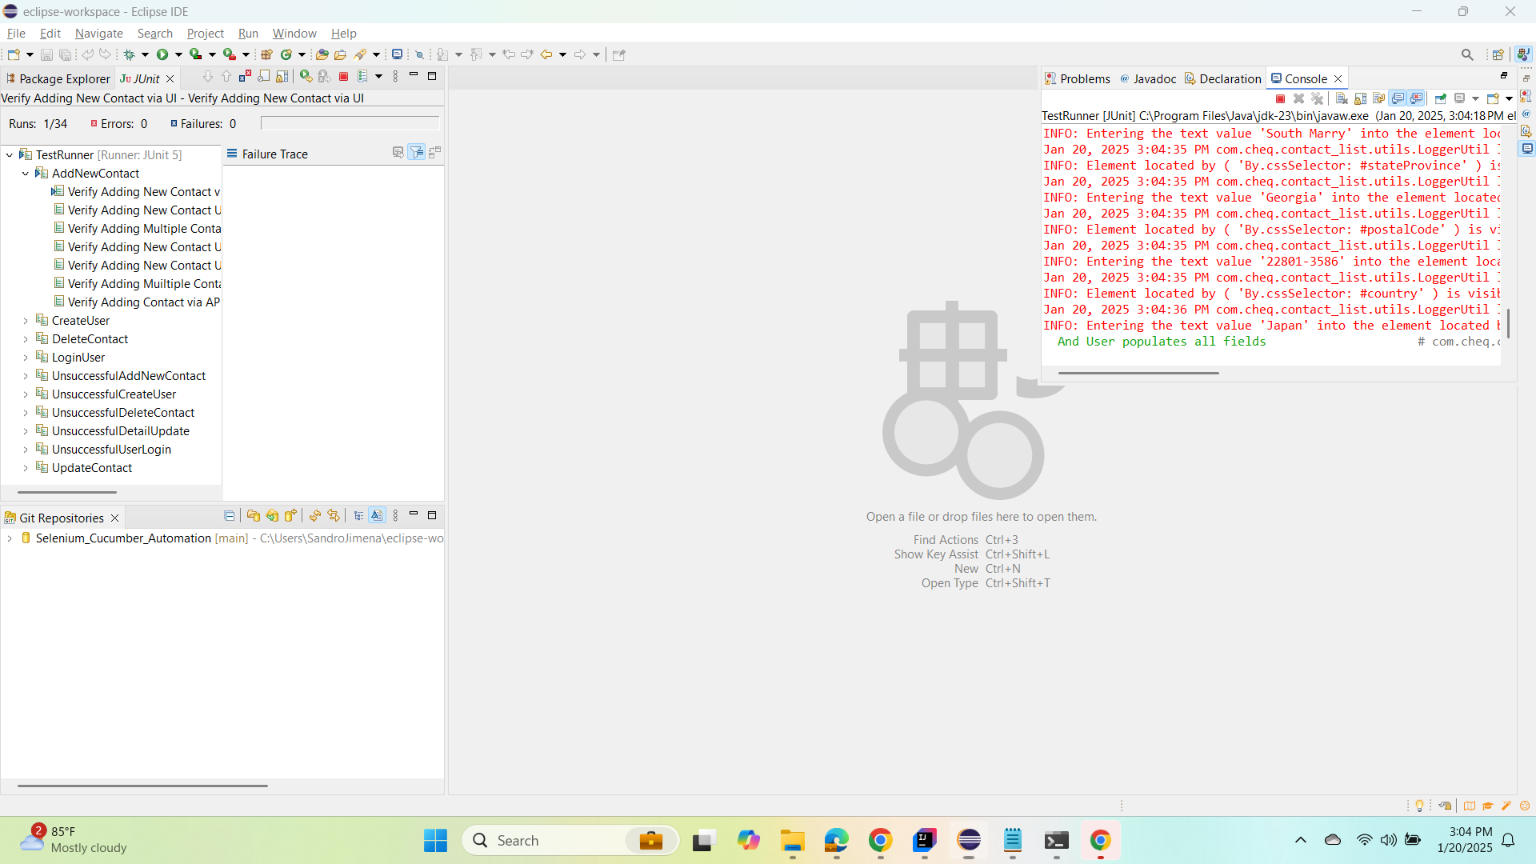 eclipse-workspace - Eclipse IDE
File Edit Navigate Search Project Run Window Help
Package Explorer JUnit
Verify Adding New Contact via UI - Verify Adding New Contact via UI
Runs: 1/34 Errors: 0 Failures: 0
TestRunner [Runner: JUnit 5]
AddNewContact
Verify Adding New Contact v
Verify Adding New Contact U
Verify Adding Multiple Conta
Verify Adding New Contact U
Verify Adding New Contact U
Verify Adding Muiltiple Conta
Verify Adding Contact via AP
CreateUser
DeleteContact
LoginUser
UnsuccessfulAddNewContact
UnsuccessfulCreateUser
UnsuccessfulDeleteContact
UnsuccessfulDetailUpdate
UnsuccessfulUserLogin
UpdateContact
Failure Trace
Git Repositories
Selenium_Cucumber_Automation [main] - C:\Users\SandroJimena\eclipse-wo
Open a file or drop files here to open them.
Find Actions Ctrl+3
Show Key Assist Ctrl+Shift+L
New Ctrl+N
Open Type Ctrl+Shift+T
Problems Javadoc Declaration Console
TestRunner [JUnit] C:\Program Files\Java\jdk-23\bin\javaw.exe (Jan 20, 2025, 3:04:18 PM el
INFO: Entering the text value 'South Marry' into the element loc
Jan 20, 2025 3:04:35 PM com.cheq.contact_list.utils.LoggerUtil
INFO: Element located by ( 'By.cssSelector: #stateProvince' ) is
Jan 20, 2025 3:04:35 PM com.cheq.contact_list.utils.LoggerUtil
INFO: Entering the text value 'Georgia' into the element located
Jan 20, 2025 3:04:35 PM com.cheq.contact_list.utils.LoggerUtil
INFO: Element located by ( 'By.cssSelector: #postalCode' ) is vi
Jan 20, 2025 3:04:35 PM com.cheq.contact_list.utils.LoggerUtil
INFO: Entering the text value '22801-3586' into the element loca
Jan 20, 2025 3:04:35 PM com.cheq.contact_list.utils.LoggerUtil
INFO: Element located by ( 'By.cssSelector: #country' ) is visib
Jan 20, 2025 3:04:36 PM com.cheq.contact_list.utils.LoggerUtil
INFO: Entering the text value 'Japan' into the element located b
And User populates all fields # com.cheq.c
2
85°F
Mostly cloudy
Search
3:04 PM
1/20/2025